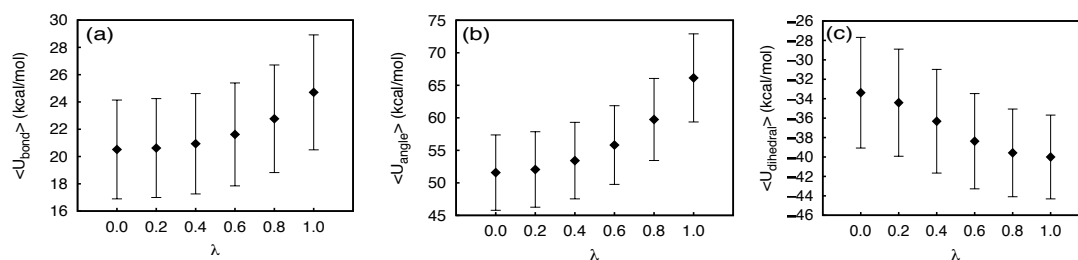 (a)
<U_bond> (kcal/mol)
30
28
26
24
22
20
18
16
0.0 0.2 0.4 0.6 0.8 1.0
λ
(b)
<U_angle> (kcal/mol)
75
70
65
60
55
50
45
0.0 0.2 0.4 0.6 0.8 1.0
λ
(c)
<U_dihedral> (kcal/mol)
−26
−28
−30
−32
−34
−36
−38
−40
−42
−44
−46
0.0 0.2 0.4 0.6 0.8 1.0
λ